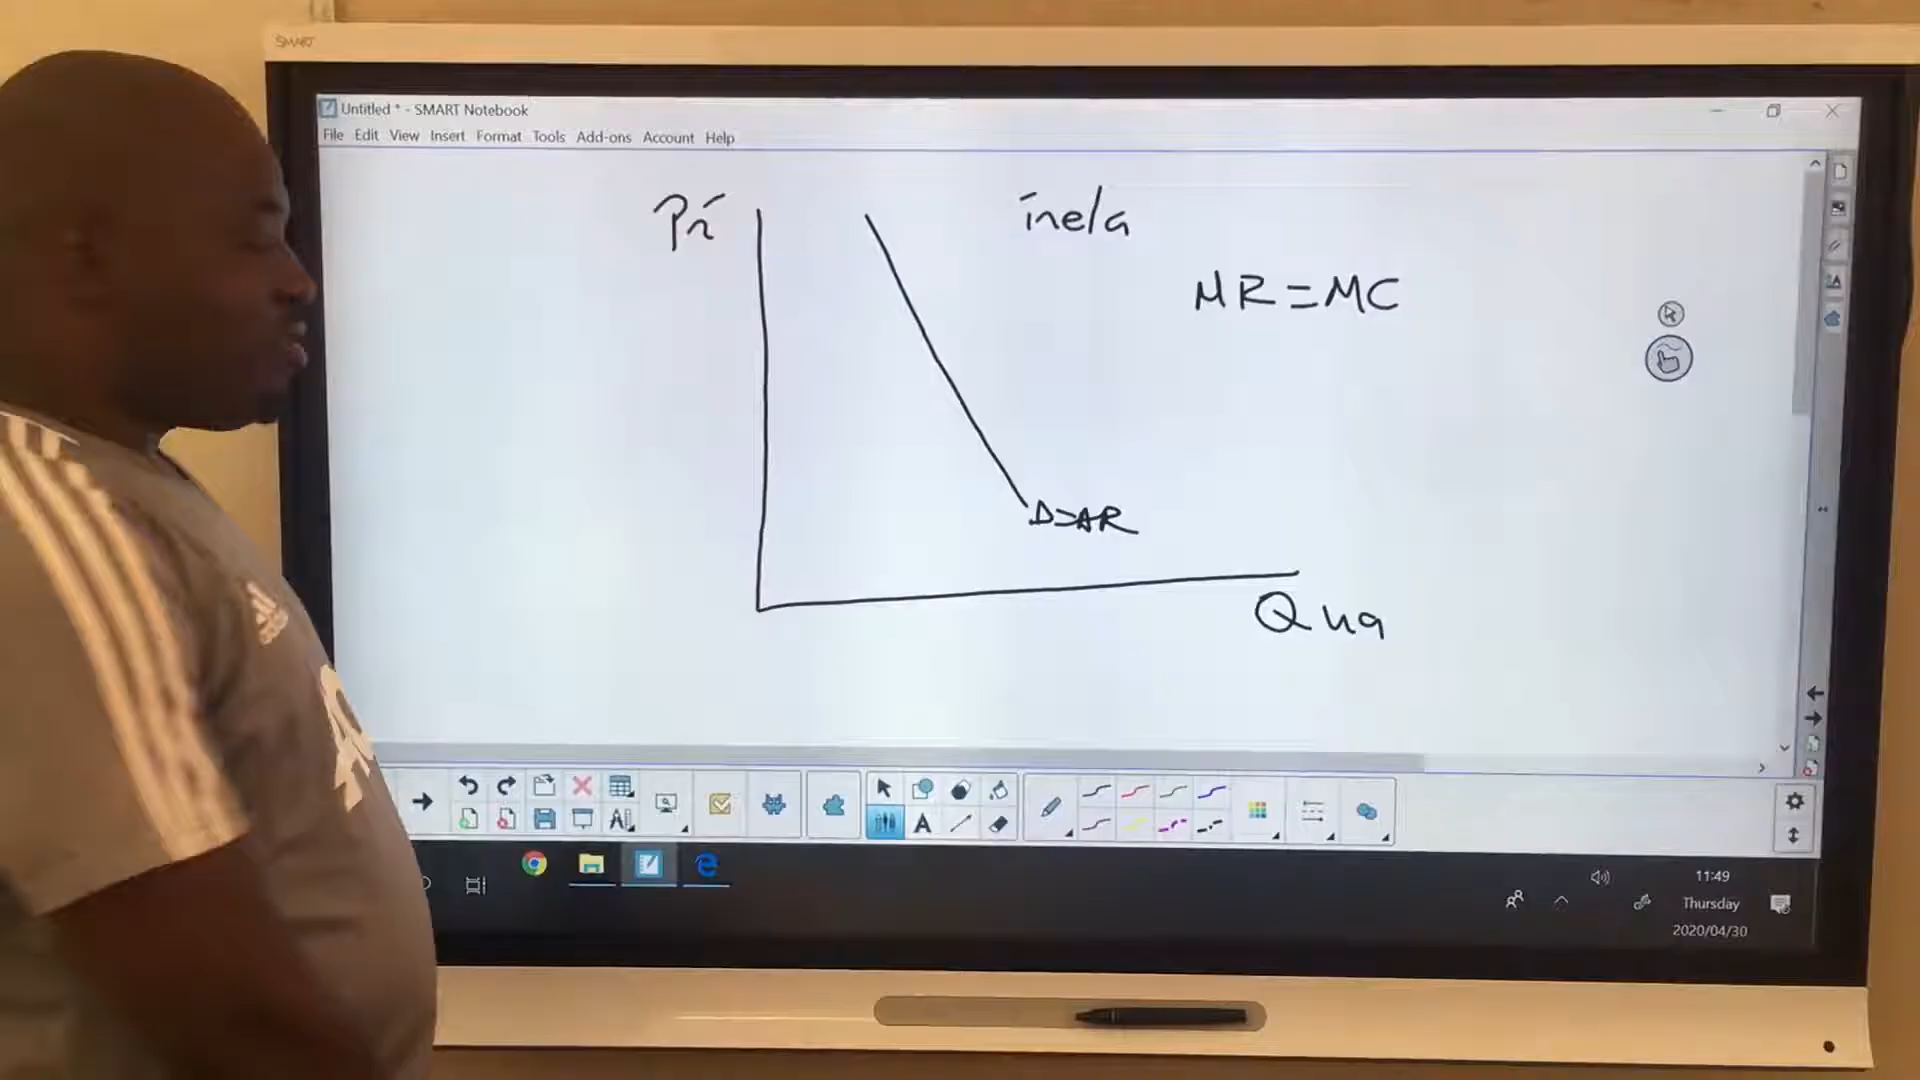 SMART
Untitled * - SMART Notebook
File Edit View Insert Format Tools Add-ons Account Help
Pri
inela
MR=MC
D=AR
Qua
11:49
Thursday
2020/04/30